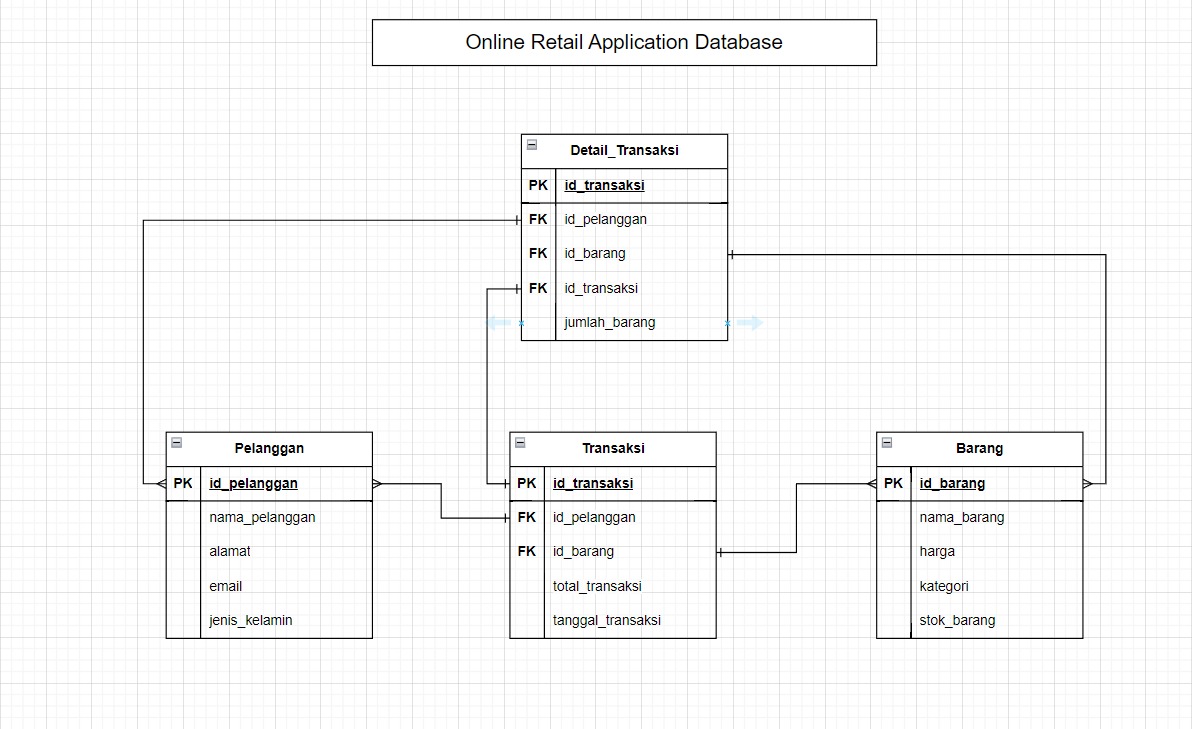 Online Retail Application Database
Detail_Transaksi
PK id_transaksi
FK id_pelanggan
FK id_barang
FK id_transaksi
jumlah_barang
Pelanggan
PK id_pelanggan
nama_pelanggan
alamat
email
jenis_kelamin
Transaksi
PK id_transaksi
FK id_pelanggan
FK id_barang
total_transaksi
tanggal_transaksi
Barang
PK id_barang
nama_barang
harga
kategori
stok_barang